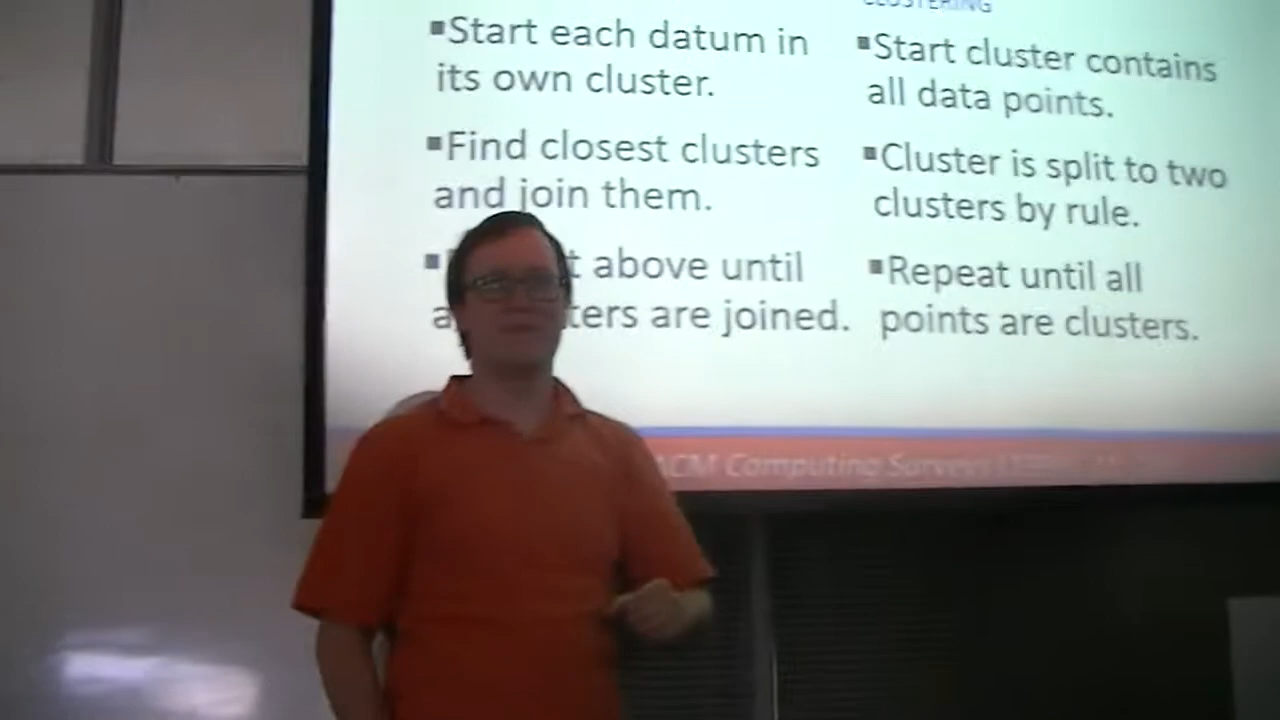 CLUSTERING
▪Start each datum in
its own cluster.
▪Find closest clusters
and join them.
above until
are joined.
▪Start cluster contains
all data points.
▪Cluster is split to two
clusters by rule.
▪Repeat until all
points are clusters.
ACM Computing Surveys